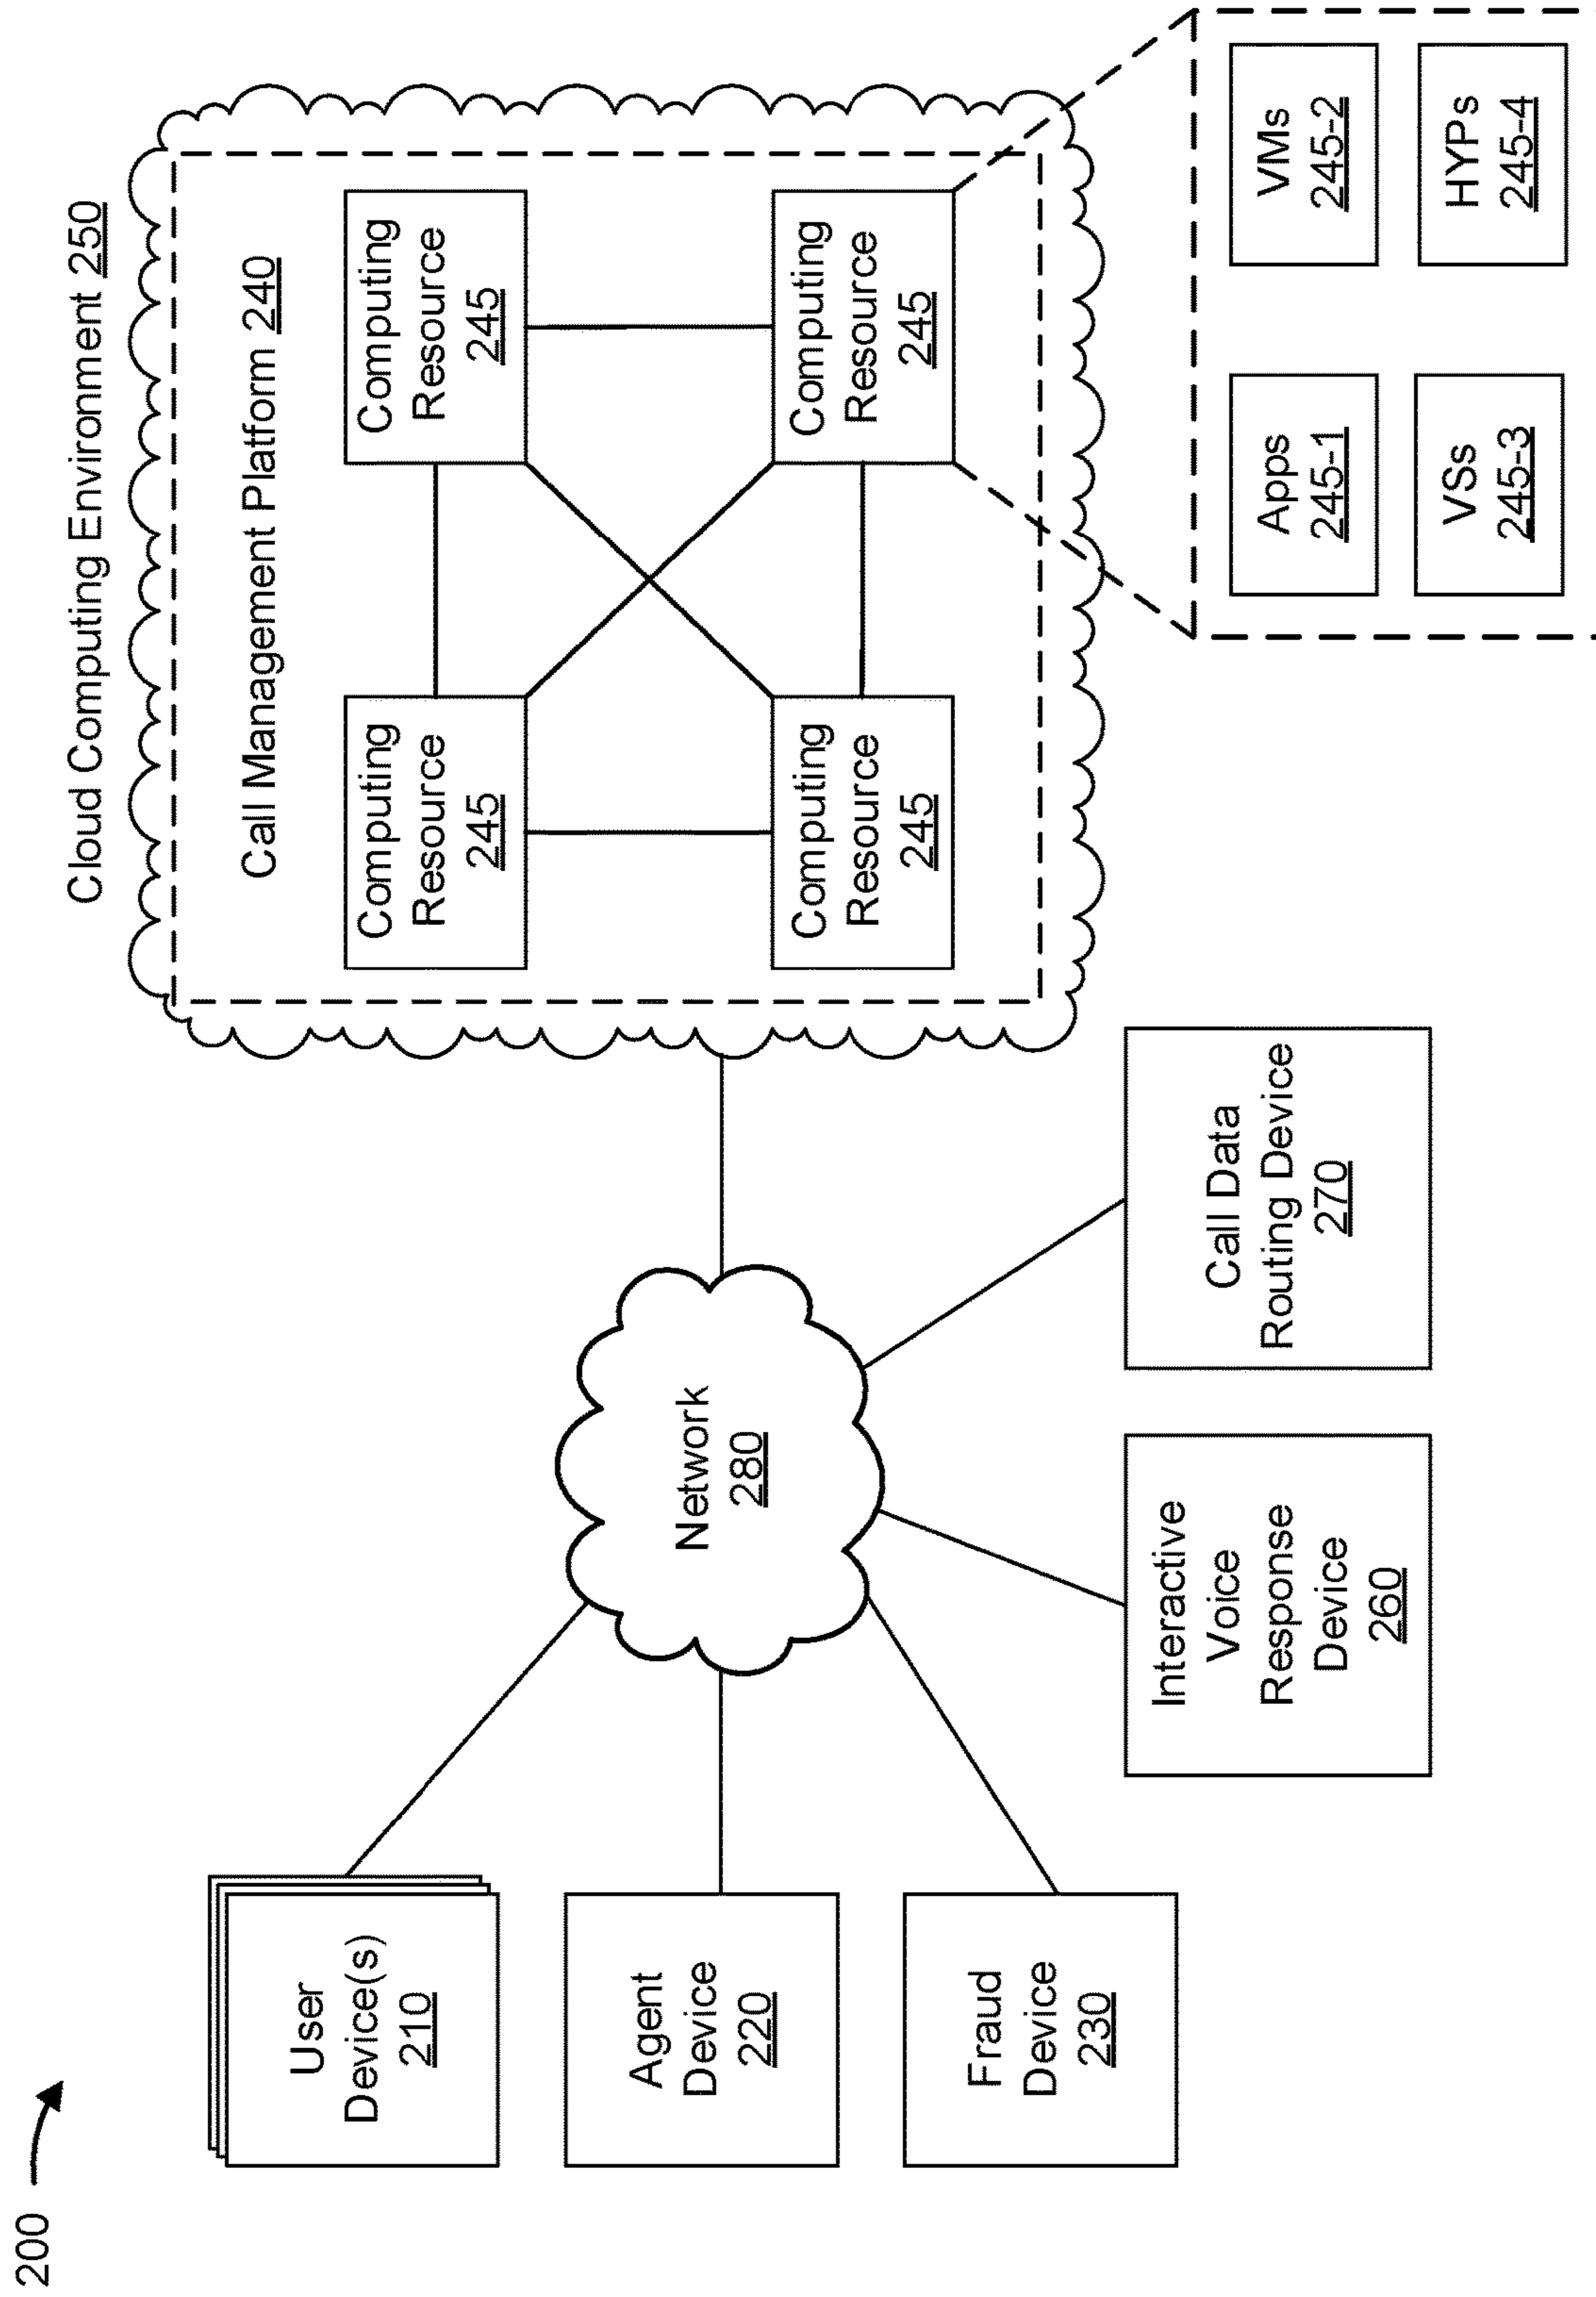 200
Cloud Computing Environment 250
Call Management Platform 240
Computing
Resource
245
Computing
Resource
245
Computing
Resource
245
Computing
Resource
245
User
Device(s)
210
Agent
Device
220
Fraud
Device
230
Network
280
Interactive
Voice
Response
Device
260
Call Data
Routing Device
270
Apps
245-1
VMs
245-2
VSs
245-3
HYPs
245-4